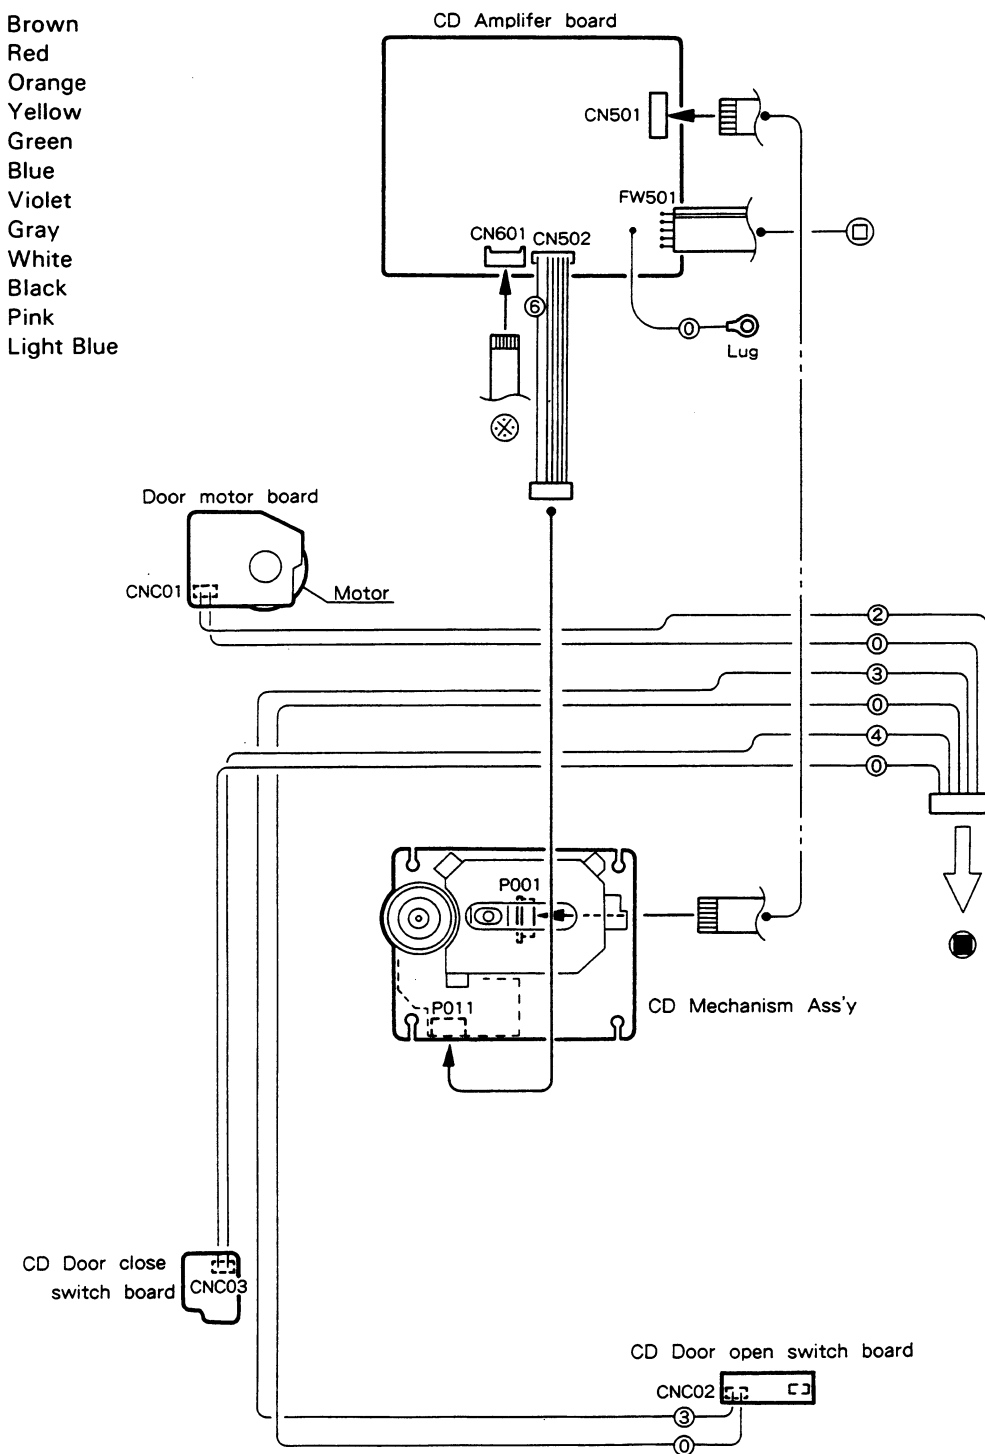 Brown
Red
Orange
Yellow
Green
Blue
Violet
Gray
White
Black
Pink
Light Blue
CD Amplifer board
CN501
FW501
CN601
CN502
6
0
Lug
Door motor board
CNC01
Motor
2
0
3
0
4
0
P001
P011
CD Mechanism Ass'y
CD Door close
switch board
CNC03
CD Door open switch board
CNC02
3
0